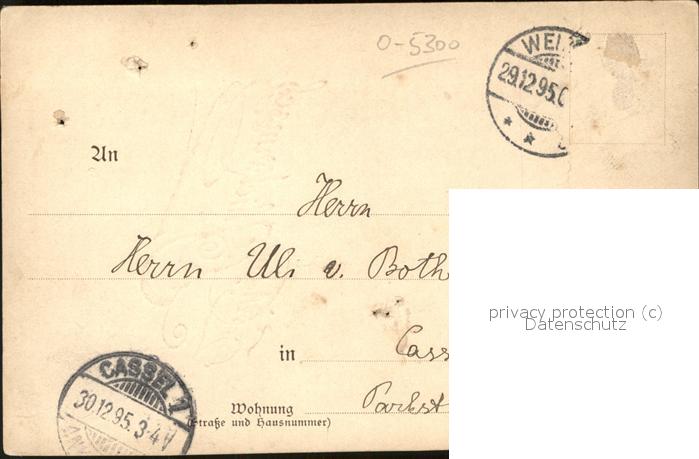 0-5300
WEI
29.12.95.
An
Herrn
Herrn Uli v. Both
privacy protection (c)
Datenschutz
in Cass
CASSEL 1
30.12.95. 3-4 N
Wohnung Parkst
(Straße und Hausnummer)